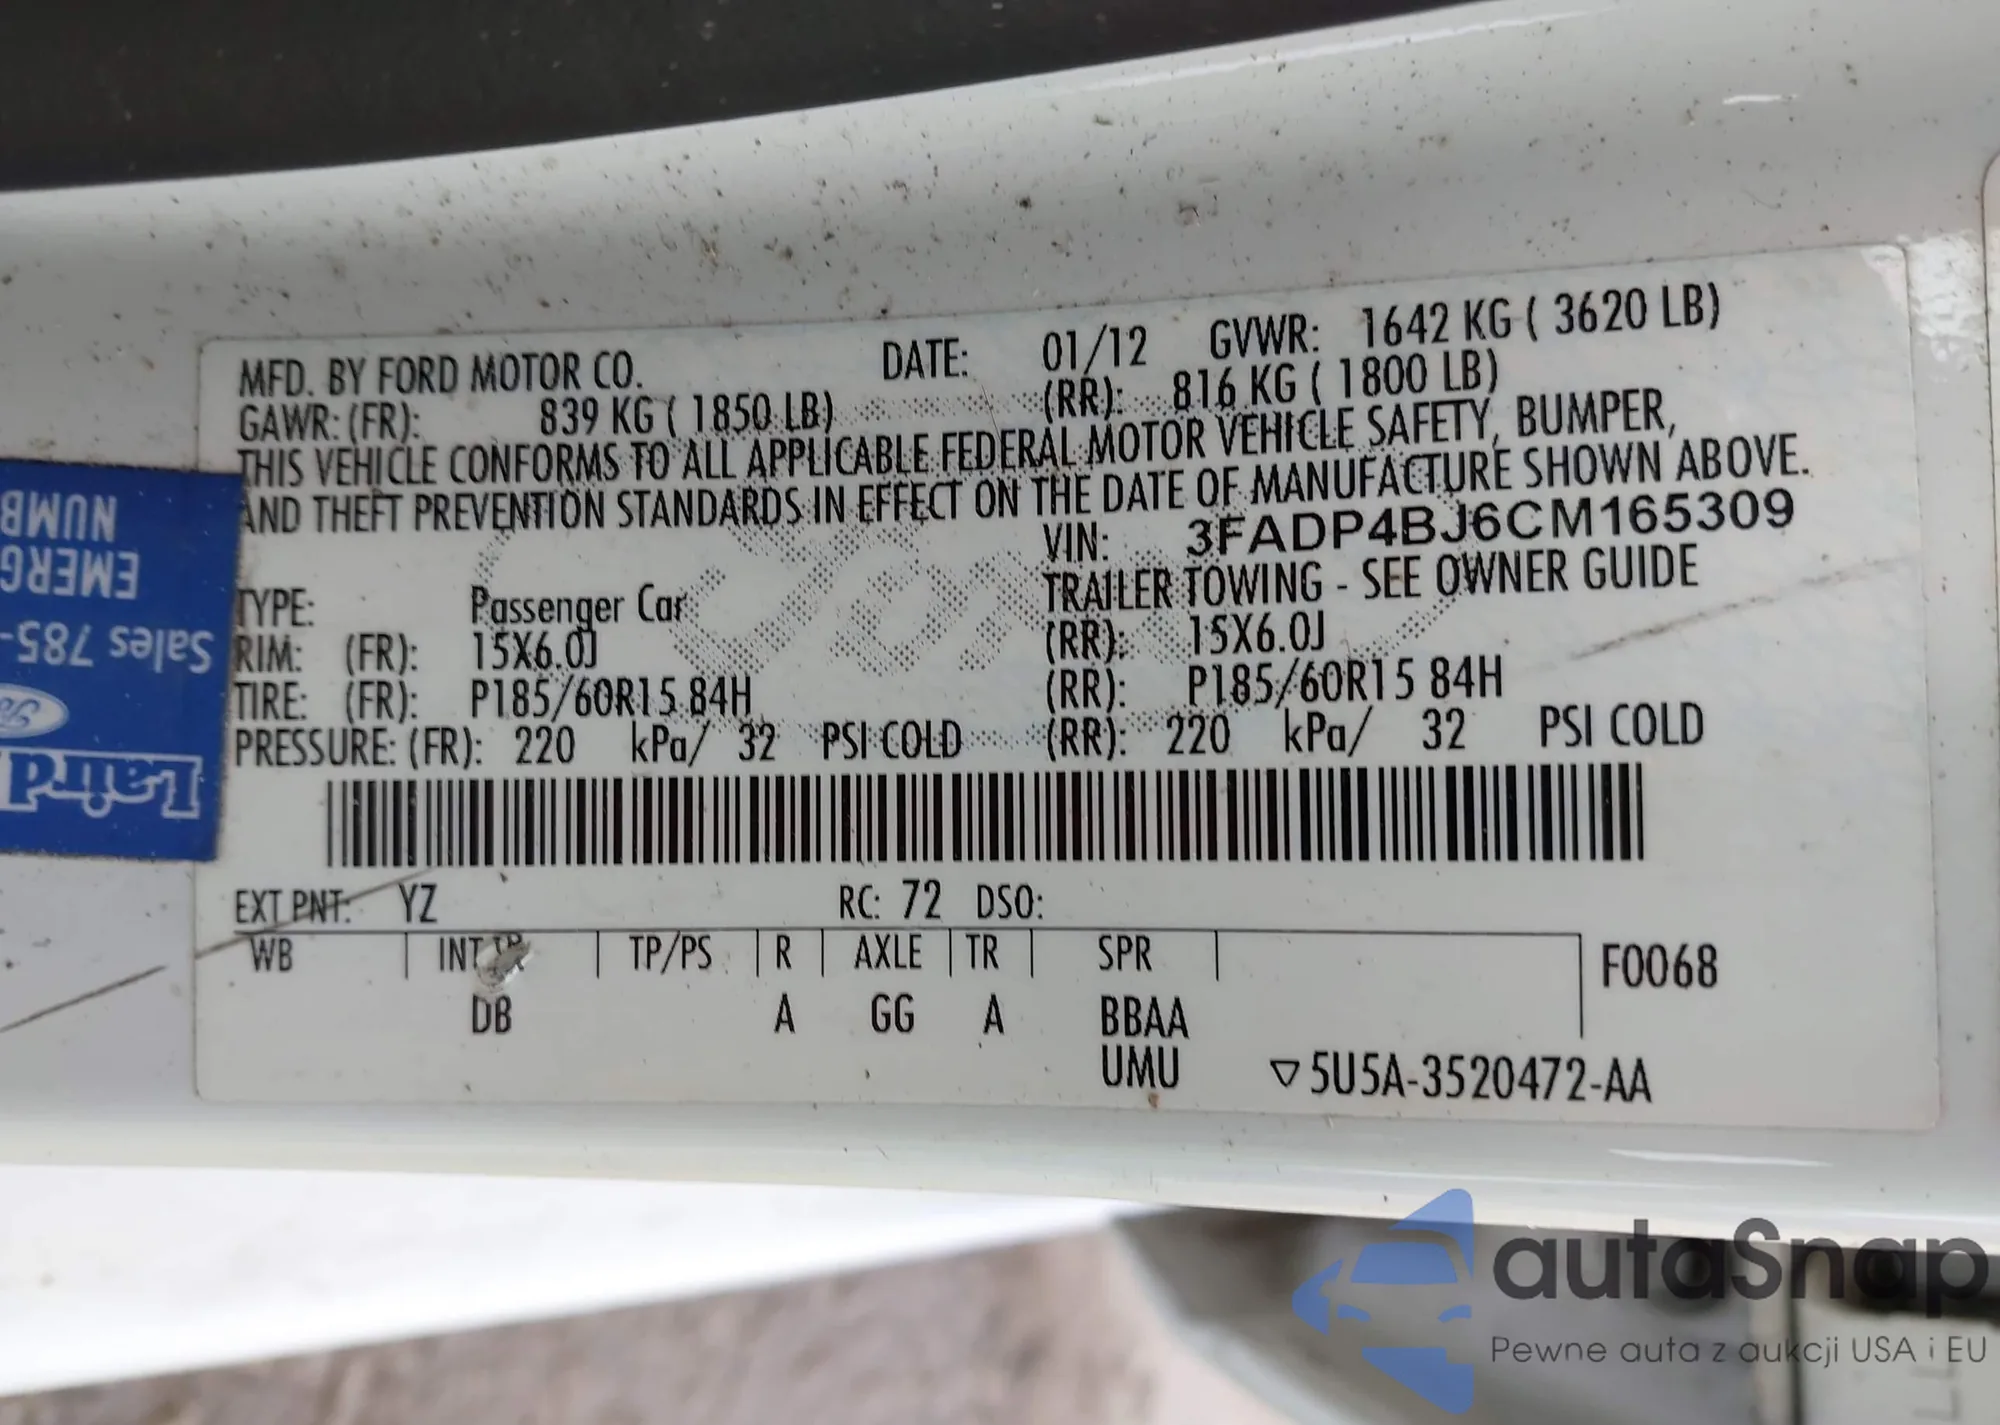 MFD. BY FORD MOTOR CO. DATE: 01/12 GVWR: 1642 KG ( 3620 LB)
GAWR: (FR): 839 KG ( 1850 LB) (RR): 816 KG ( 1800 LB)
THIS VEHICLE CONFORMS TO ALL APPLICABLE FEDERAL MOTOR VEHICLE SAFETY, BUMPER,
AND THEFT PREVENTION STANDARDS IN EFFECT ON THE DATE OF MANUFACTURE SHOWN ABOVE.
VIN: 3FADP4BJ6CM165309
TYPE: Passenger Car TRAILER TOWING - SEE OWNER GUIDE
RIM: (FR): 15X6.0J (RR): 15X6.0J
TIRE: (FR): P185/60R15 84H (RR): P185/60R15 84H
PRESSURE: (FR): 220 kPa/ 32 PSI COLD (RR): 220 kPa/ 32 PSI COLD
EXT PNT: YZ RC: 72 DSO:
WB | INT TR | TP/PS | R | AXLE | TR | SPR | F0068
DB A GG A BBAA
UMU ▽5U5A-3520472-AA
Laird
Ford
Sales 785-
EMERG
NUMB
autaSnap
Pewne auta z aukcji USA i EU